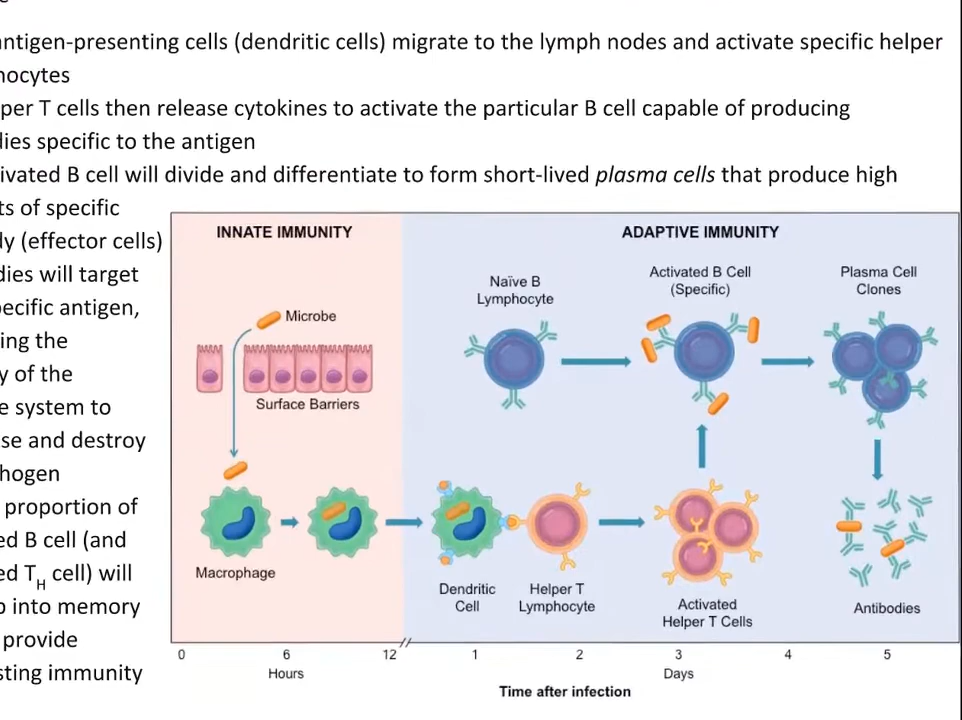 antigen-presenting cells (dendritic cells) migrate to the lymph nodes and activate specific helper
nocytes
per T cells then release cytokines to activate the particular B cell capable of producing
dies specific to the antigen
ivated B cell will divide and differentiate to form short-lived plasma cells that produce high
ts of specific
dy (effector cells)
dies will target
pecific antigen,
ing the
y of the
e system to
se and destroy
hogen
proportion of
ed B cell (and
ed TH cell) will
p into memory
provide
sting immunity
INNATE IMMUNITY
Microbe
Surface Barriers
Macrophage
ADAPTIVE IMMUNITY
Naïve B
Lymphocyte
Activated B Cell
(Specific)
Plasma Cell
Clones
Dendritic
Cell
Helper T
Lymphocyte
Activated
Helper T Cells
Antibodies
0 6 12 1 2 3 4 5
Hours Days
Time after infection